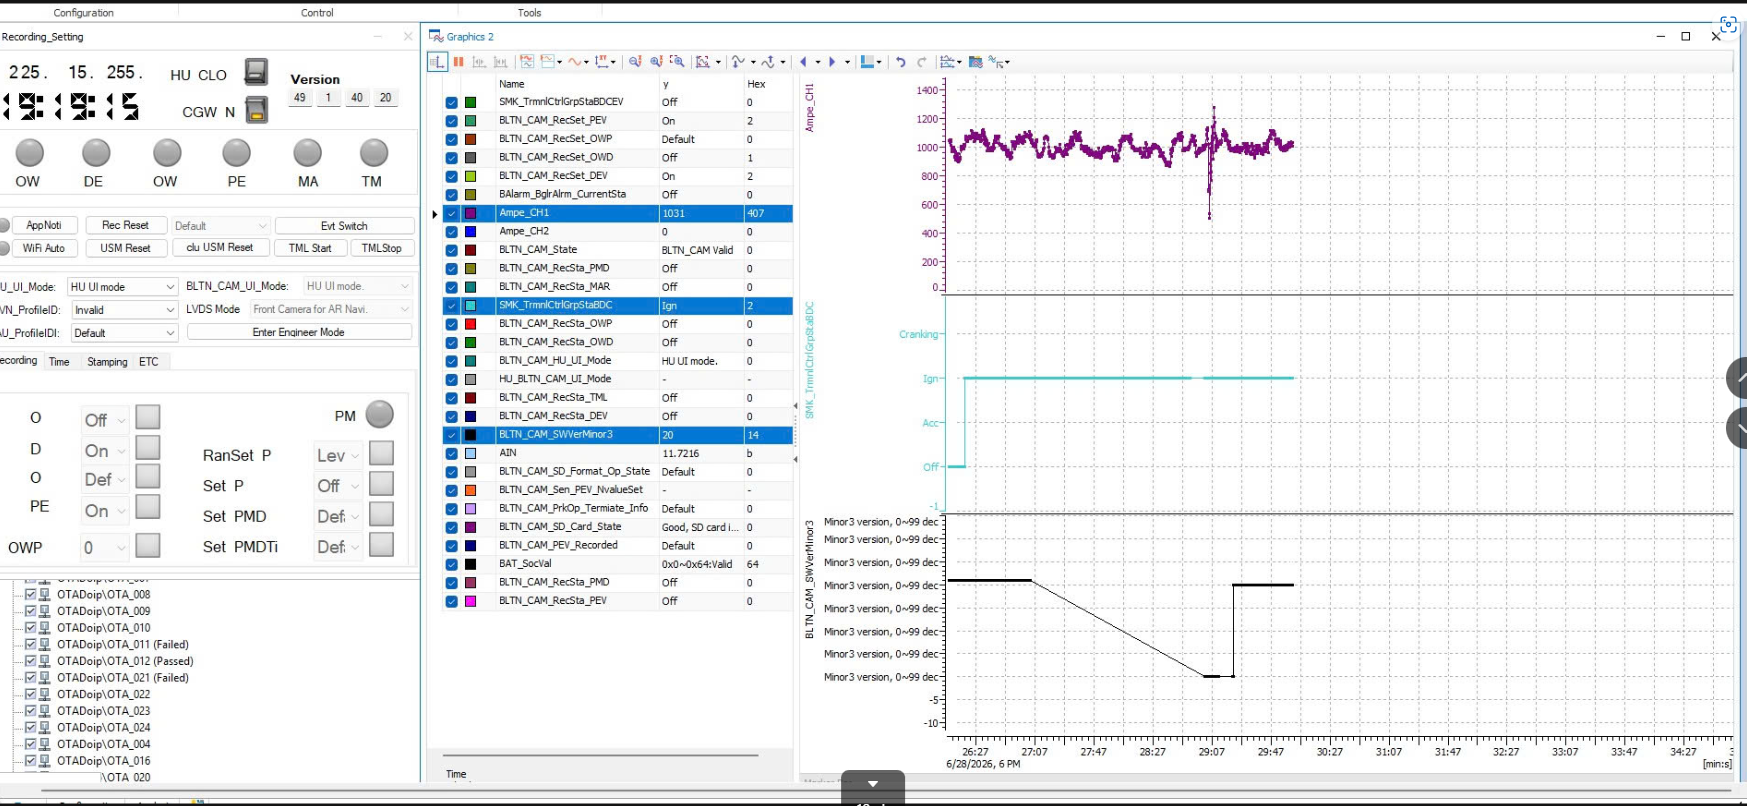 Configuration
Control
Tools
Recording_Setting
225. 15. 255.
HU CLO
Version
19:19:15
CGW N
49 1 40 20
OW DE OW PE MA TM
AppNoti Rec Reset Default Evt Switch
WiFi Auto USM Reset clu USM Reset TML Start TMLStop
U_UI_Mode: HU UI mode BLTN_CAM_UI_Mode: HU UI mode.
VN_ProfileID: Invalid LVDS Mode Front Camera for AR Navi.
AU_ProfileIDI: Default Enter Engineer Mode
ecording Time Stamping ETC
O Off PM
D On RanSet P Lev
O Def Set P Off
PE On Set PMD Def
OWP 0 Set PMDTi Def
OTADoip\OTA_008
OTADoip\OTA_009
OTADoip\OTA_010
OTADoip\OTA_011 (Failed)
OTADoip\OTA_012 (Passed)
OTADoip\OTA_021 (Failed)
OTADoip\OTA_022
OTADoip\OTA_023
OTADoip\OTA_024
OTADoip\OTA_004
OTADoip\OTA_016
\OTA_020
Graphics 2
Name y Hex
SMK_TrmnlCtrlGrpStaBDCEV Off 0
BLTN_CAM_RecSet_PEV On 2
BLTN_CAM_RecSet_OWP Default 0
BLTN_CAM_RecSet_OWD Off 1
BLTN_CAM_RecSet_DEV On 2
BAlarm_BglrAlrm_CurrentSta Off 0
Ampe_CH1 1031 407
Ampe_CH2 0 0
BLTN_CAM_State BLTN_CAM Valid 0
BLTN_CAM_RecSta_PMD Off 0
BLTN_CAM_RecSta_MAR Off 0
SMK_TrmnlCtrlGrpStaBDC Ign 2
BLTN_CAM_RecSta_OWP Off 0
BLTN_CAM_RecSta_OWD Off 0
BLTN_CAM_HU_UI_Mode HU UI mode. 0
HU_BLTN_CAM_UI_Mode - -
BLTN_CAM_RecSta_TML Off 0
BLTN_CAM_RecSta_DEV Off 0
BLTN_CAM_SWVerMinor3 20 14
AIN 11.7216 b
BLTN_CAM_SD_Format_Op_State Default 0
BLTN_CAM_Sen_PEV_NvalueSet - -
BLTN_CAM_PrkOp_Termiate_Info Default 0
BLTN_CAM_SD_Card_State Good, SD card i... 0
BLTN_CAM_PEV_Recorded Default 0
BAT_SocVal 0x0~0x64:Valid 64
BLTN_CAM_RecSta_PMD Off 0
BLTN_CAM_RecSta_PEV Off 0
Time
Ampe_CH1
1400
1200
1000
800
600
400
200
0
SMK_TrmnlCtrlGrpStaBDC
Cranking
Ign
Acc
Off
-1
BLTN_CAM_SWVerMinor3
Minor3 version, 0~99 dec
Minor3 version, 0~99 dec
Minor3 version, 0~99 dec
Minor3 version, 0~99 dec
Minor3 version, 0~99 dec
Minor3 version, 0~99 dec
Minor3 version, 0~99 dec
Minor3 version, 0~99 dec
-5
-10
26:27 27:07 27:47 28:27 29:07 29:47 30:27 31:07 31:47 32:27 33:07 33:47 34:27
6/28/2026, 6 PM [min:s]